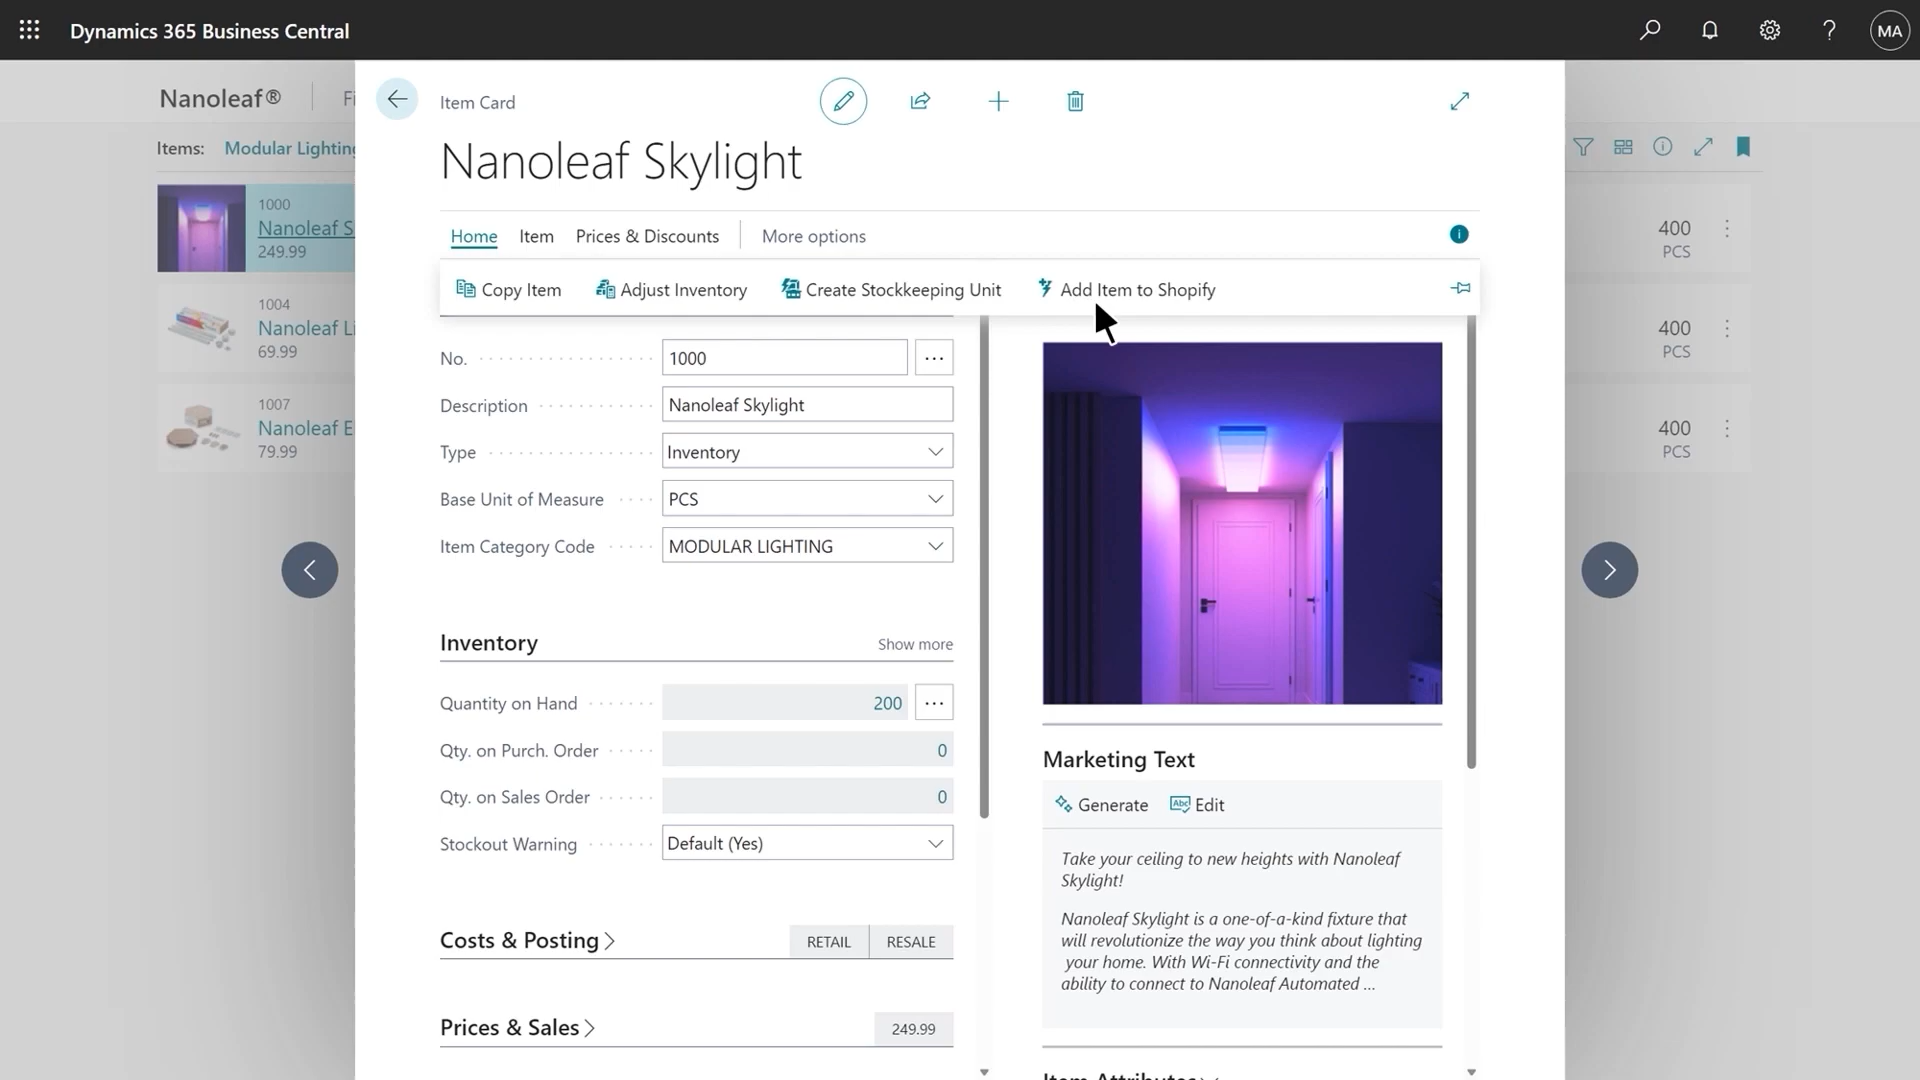 Dynamics 365 Business Central
MA
Nanoleaf®
Fi
Items: Modular Lighting
1000
Nanoleaf S
249.99
1004
Nanoleaf Li
69.99
1007
Nanoleaf E
79.99
Item Card
Nanoleaf Skylight
Home Item Prices & Discounts More options
Copy Item Adjust Inventory Create Stockkeeping Unit Add Item to Shopify
No. 1000
Description Nanoleaf Skylight
Type Inventory
Base Unit of Measure PCS
Item Category Code MODULAR LIGHTING
Inventory Show more
Quantity on Hand 200
Qty. on Purch. Order 0
Qty. on Sales Order 0
Stockout Warning Default (Yes)
Costs & Posting RETAIL RESALE
Prices & Sales 249.99
Marketing Text
Generate Abc Edit
Take your ceiling to new heights with Nanoleaf
Skylight!
Nanoleaf Skylight is a one-of-a-kind fixture that
will revolutionize the way you think about lighting
your home. With Wi-Fi connectivity and the
ability to connect to Nanoleaf Automated ...
Item Attributes
400
PCS
400
PCS
400
PCS